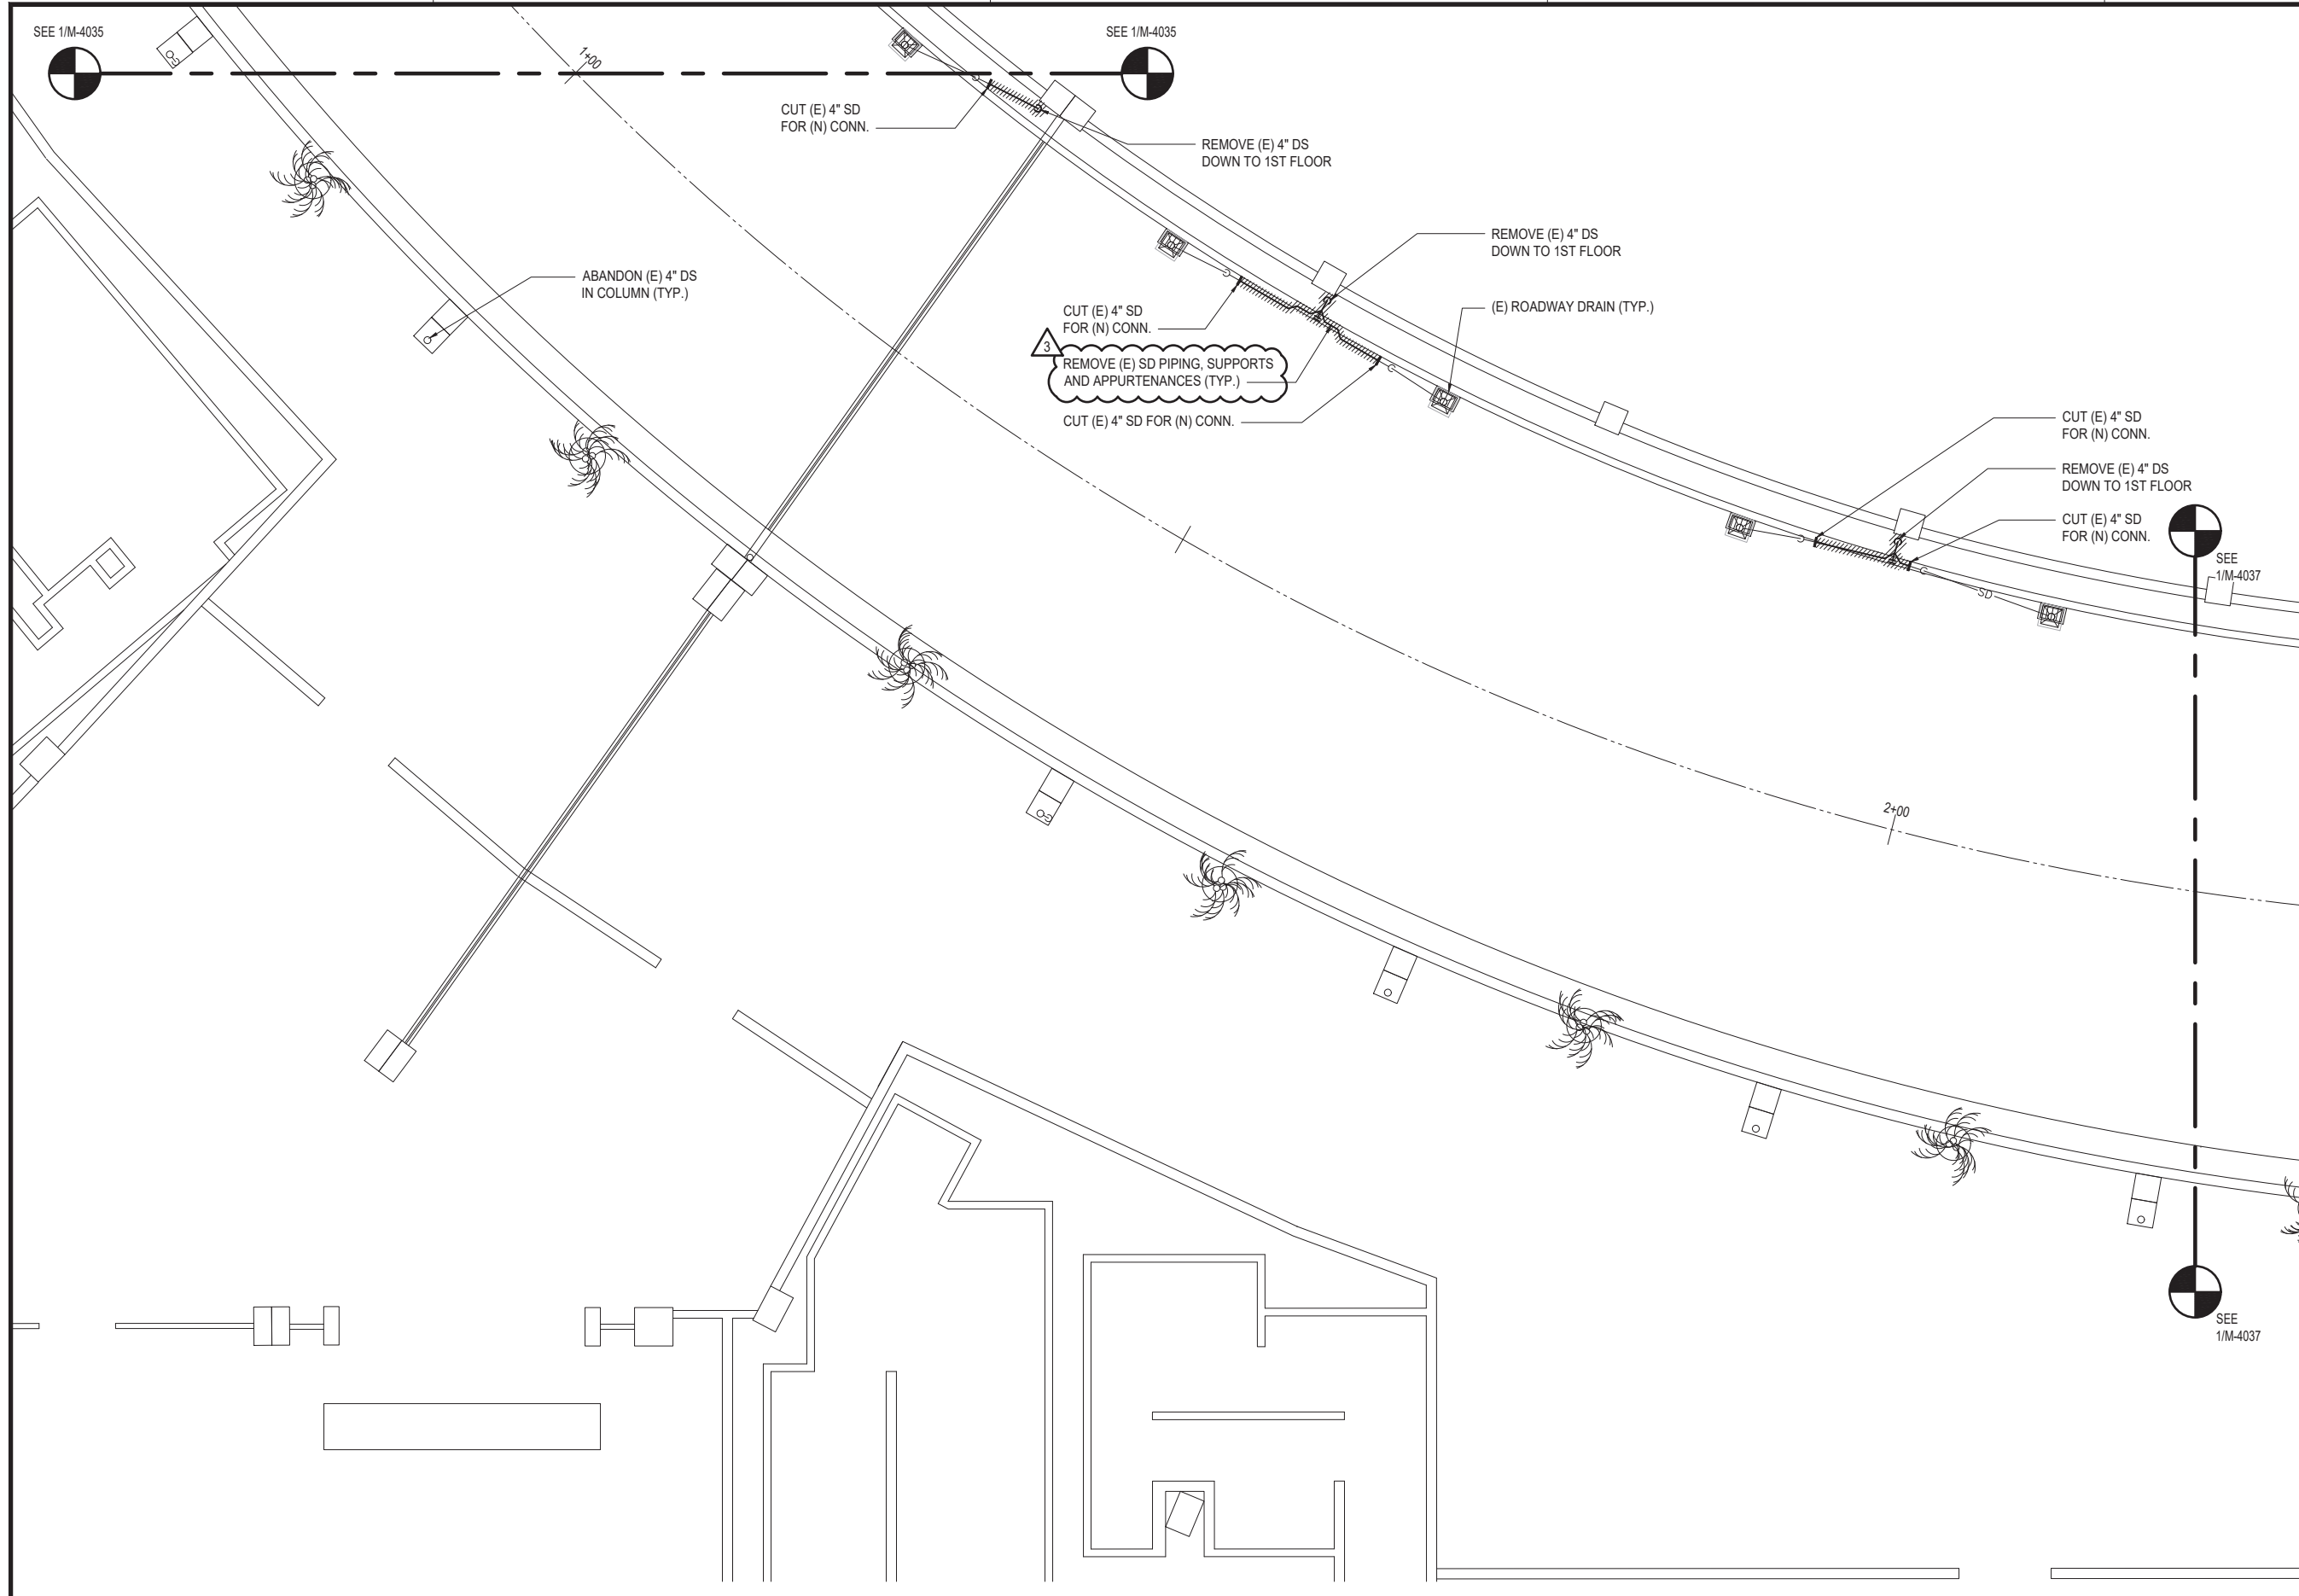 SEE 1/M-4035
1+00
SEE 1/M-4035
CUT (E) 4" SD
FOR (N) CONN.
REMOVE (E) 4" DS
DOWN TO 1ST FLOOR
REMOVE (E) 4" DS
DOWN TO 1ST FLOOR
ABANDON (E) 4" DS
IN COLUMN (TYP.)
(E) ROADWAY DRAIN (TYP.)
CUT (E) 4" SD
FOR (N) CONN.
3
REMOVE (E) SD PIPING, SUPPORTS
AND APPURTENANCES (TYP.)
CUT (E) 4" SD FOR (N) CONN.
CUT (E) 4" SD
FOR (N) CONN.
REMOVE (E) 4" DS
DOWN TO 1ST FLOOR
CUT (E) 4" SD
FOR (N) CONN.
SEE
1/M-4037
SD
2+00
SEE
1/M-4037